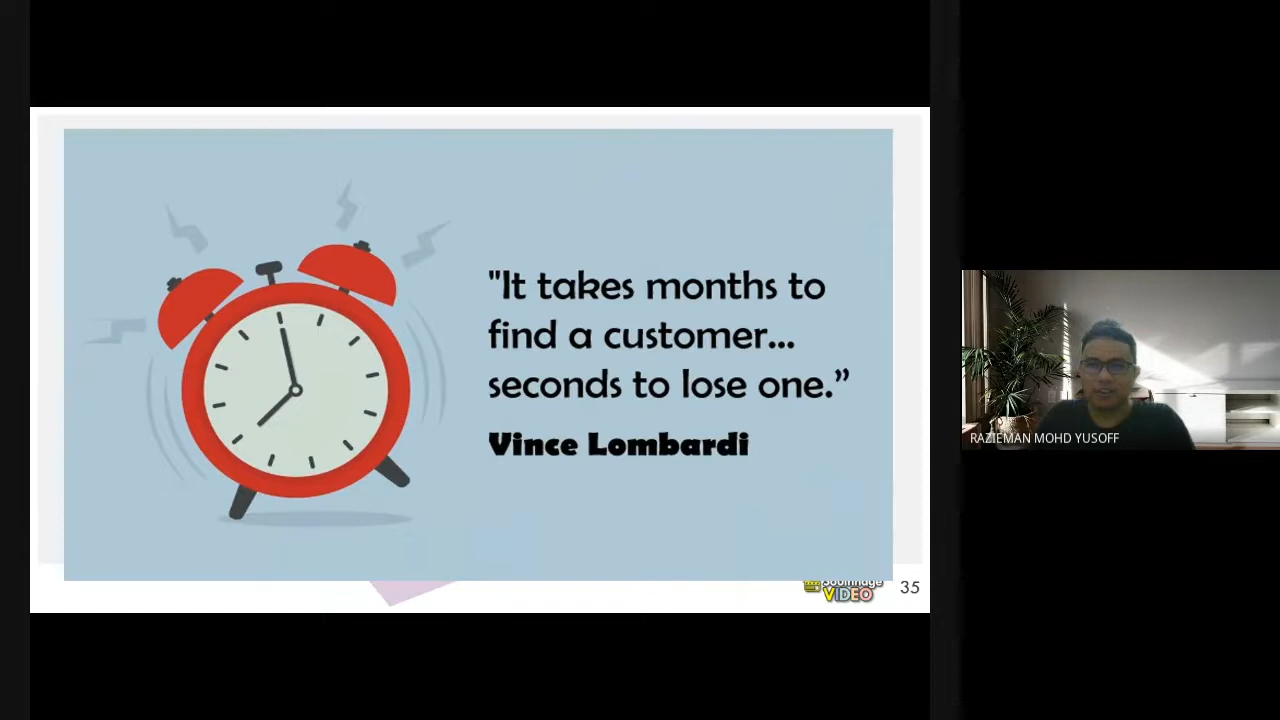 "It takes months to
find a customer...
seconds to lose one.”
Vince Lombardi
VIDEO
35
RAZIEMAN MOHD YUSOFF